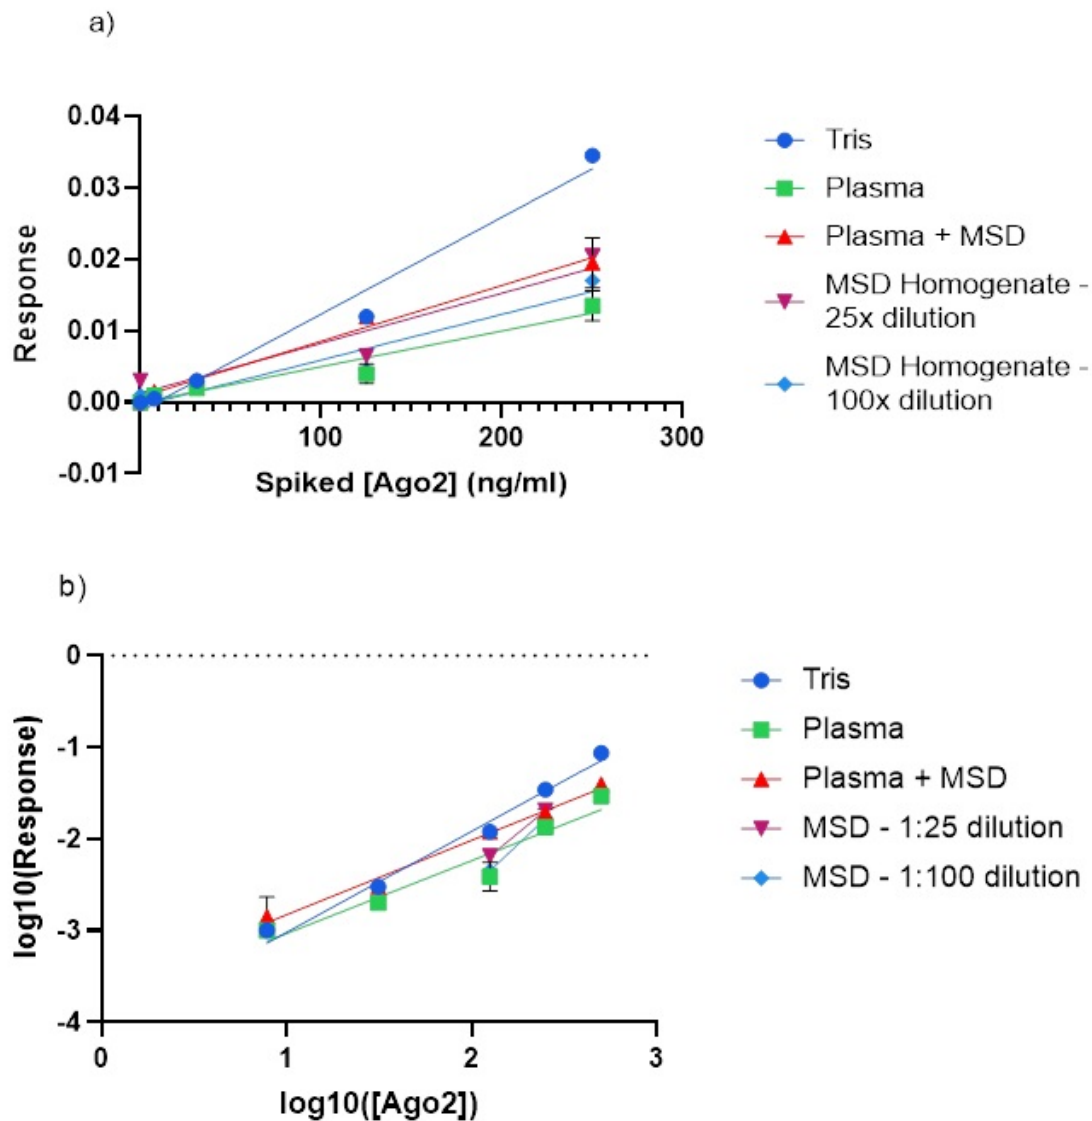 a)
0.04
0.03
0.02
0.01
0.00
-0.01
Response
100
200
300
Spiked [Ago2] (ng/ml)
Tris
Plasma
Plasma + MSD
MSD Homogenate -
25x dilution
MSD Homogenate -
100x dilution
b)
0
-1
-2
-3
-4
log10(Response)
0
1
2
3
log10([Ago2])
Tris
Plasma
Plasma + MSD
MSD - 1:25 dilution
MSD - 1:100 dilution